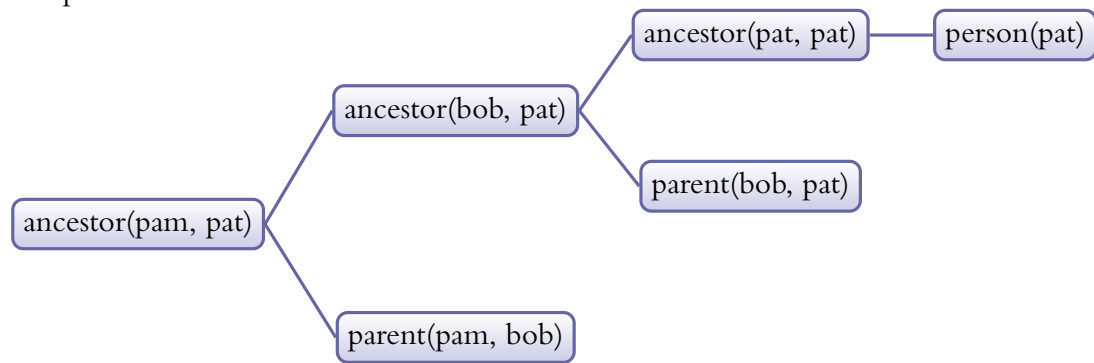 ancestor(pat, pat)
person(pat)
ancestor(bob, pat)
parent(bob, pat)
ancestor(pam, pat)
parent(pam, bob)